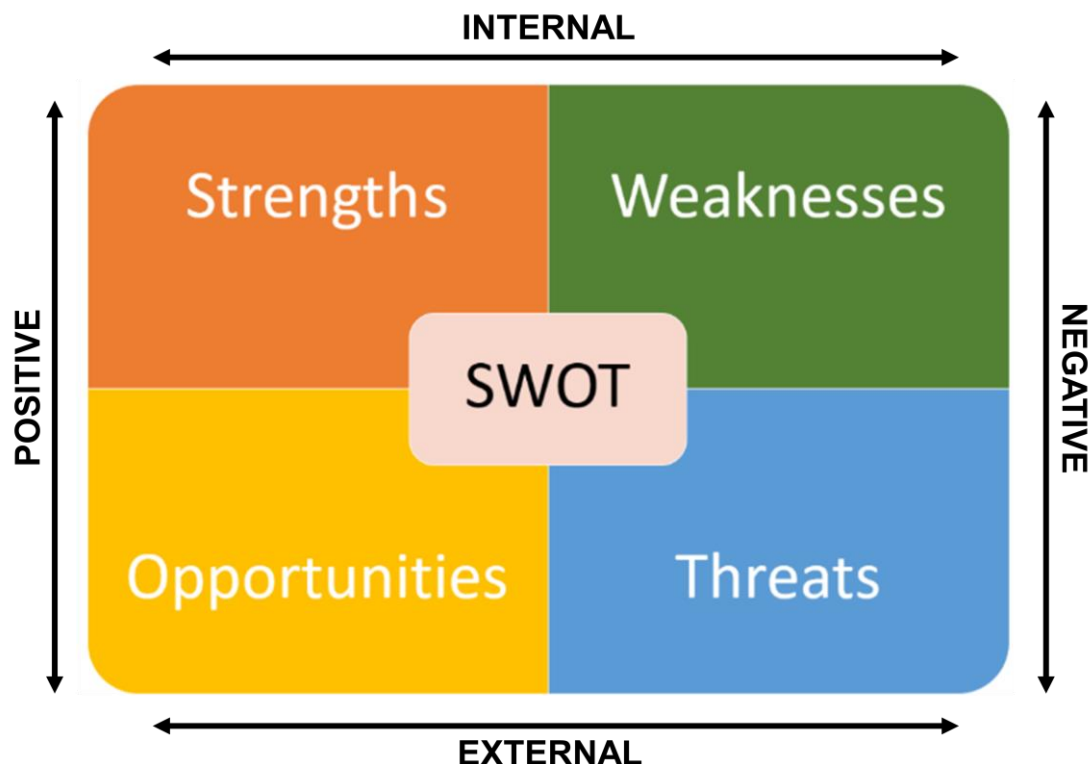 INTERNAL
Strengths
Weaknesses
POSITIVE
SWOT
NEGATIVE
Opportunities
Threats
EXTERNAL